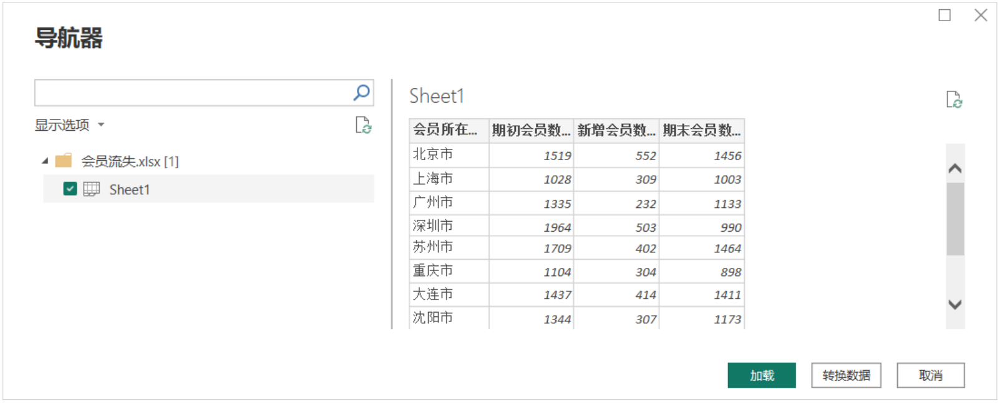 导航器
显示选项
会员流失.xlsx [1]
Sheet1
Sheet1
会员所在... 期初会员数... 新增会员数... 期末会员数...
北京市 1519 552 1456
上海市 1028 309 1003
广州市 1335 232 1133
深圳市 1964 503 990
苏州市 1709 402 1464
重庆市 1104 304 898
大连市 1437 414 1411
沈阳市 1344 307 1173
加载 转换数据 取消